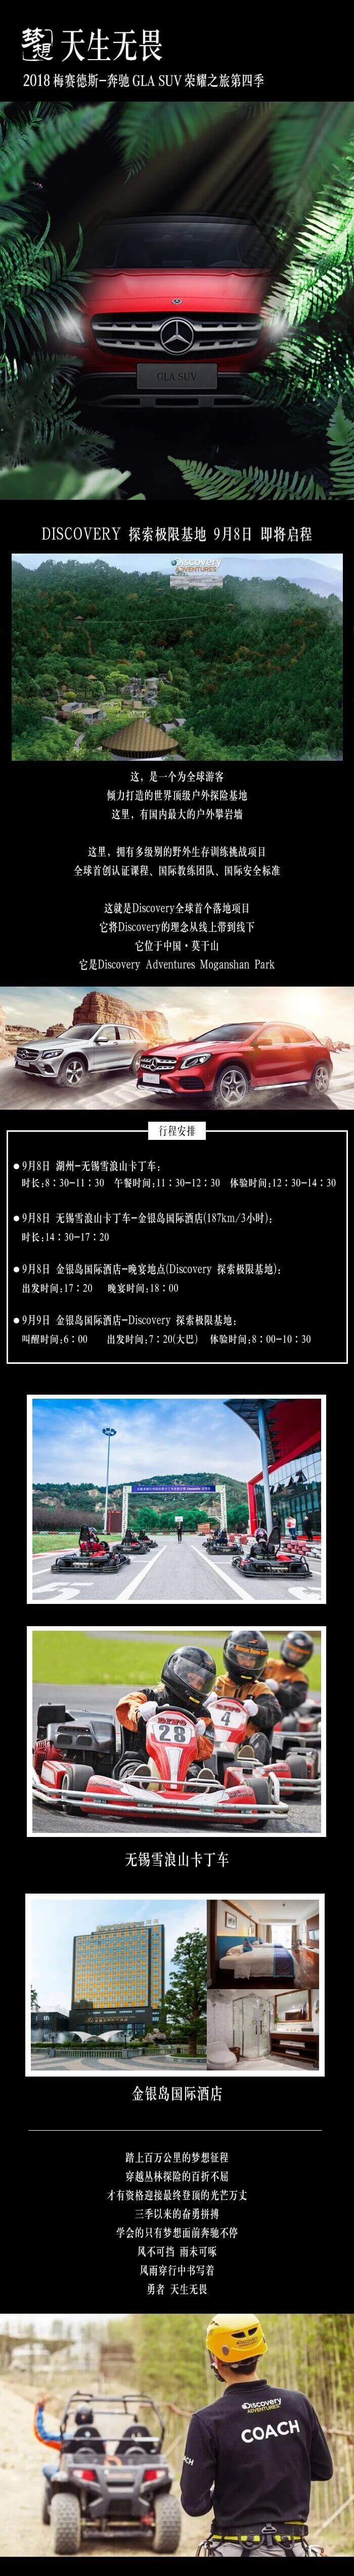 梦想 天生无畏
2018 梅赛德斯-奔驰 GLA SUV 荣耀之旅第四季
GLA SUV
DISCOVERY 探索极限基地 9月8日 即将启程
Discovery
ADVENTURES
这，是一个为全球游客
倾力打造的世界顶级户外探险基地
这里，有国内最大的户外攀岩墙
这里，拥有多级别的野外生存训练挑战项目
全球首创认证课程、国际教练团队、国际安全标准
这就是Discovery全球首个落地项目
它将Discovery的理念从线上带到线下
它位于中国·莫干山
它是Discovery Adventures Moganshan Park
行程安排
●9月8日 湖州-无锡雪浪山卡丁车：
时长:8：30-11：30 午餐时间:11：30-12：30 体验时间:12：30-14：30
●9月8日 无锡雪浪山卡丁车-金银岛国际酒店(187km/3小时)：
时长:14：30-17：20
●9月8日 金银岛国际酒店-晚宴地点(Discovery 探索极限基地)：
出发时间:17：20 晚宴时间:18：00
●9月9日 金银岛国际酒店-Discovery 探索极限基地：
叫醒时间:6：00 出发时间:7：20(大巴) 体验时间:8：00-10：30
28
4
无锡雪浪山卡丁车
金银岛国际酒店
踏上百万公里的梦想征程
穿越丛林探险的百折不屈
才有资格迎接最终登顶的光芒万丈
三季以来的奋勇拼搏
学会的只有梦想面前奔驰不停
风不可挡 雨未可啄
风雨穿行中书写着
勇者 天生无畏
Discovery
ADVENTURES
COACH